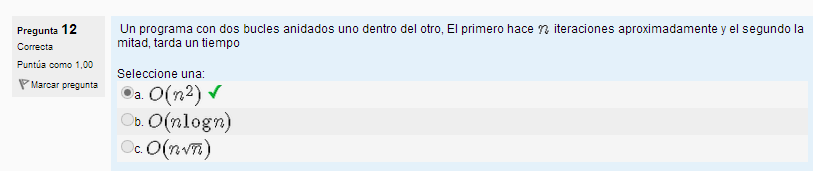 Pregunta 12
Correcta
Puntúa como 1,00
Marcar pregunta
Un programa con dos bucles anidados uno dentro del otro, El primero hace n iteraciones aproximadamente y el segundo la
mitad, tarda un tiempo
Seleccione una:
a. O(n²)
b. O(nlogn)
c. O(n√n)